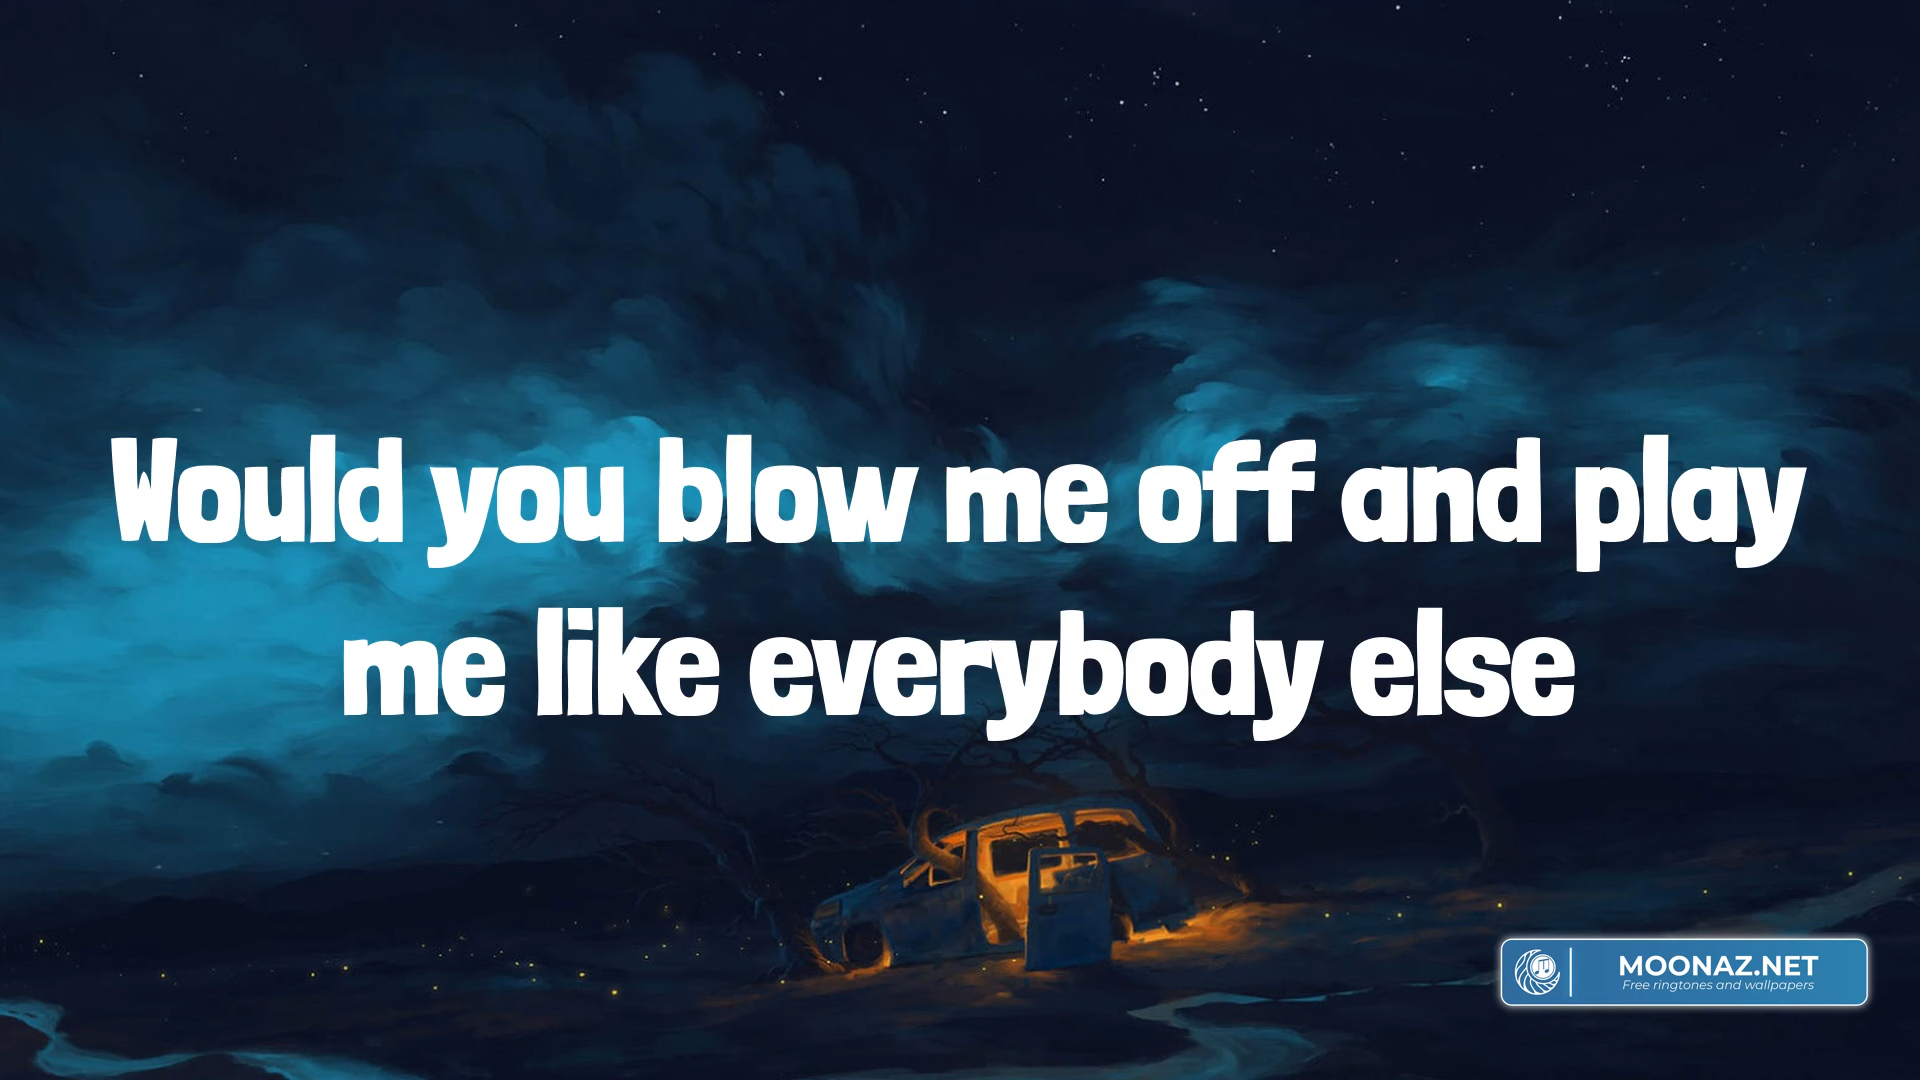 Would you blow me off and play
me like everybody else
MOONAZ.NET
Free ringtones and wallpapers